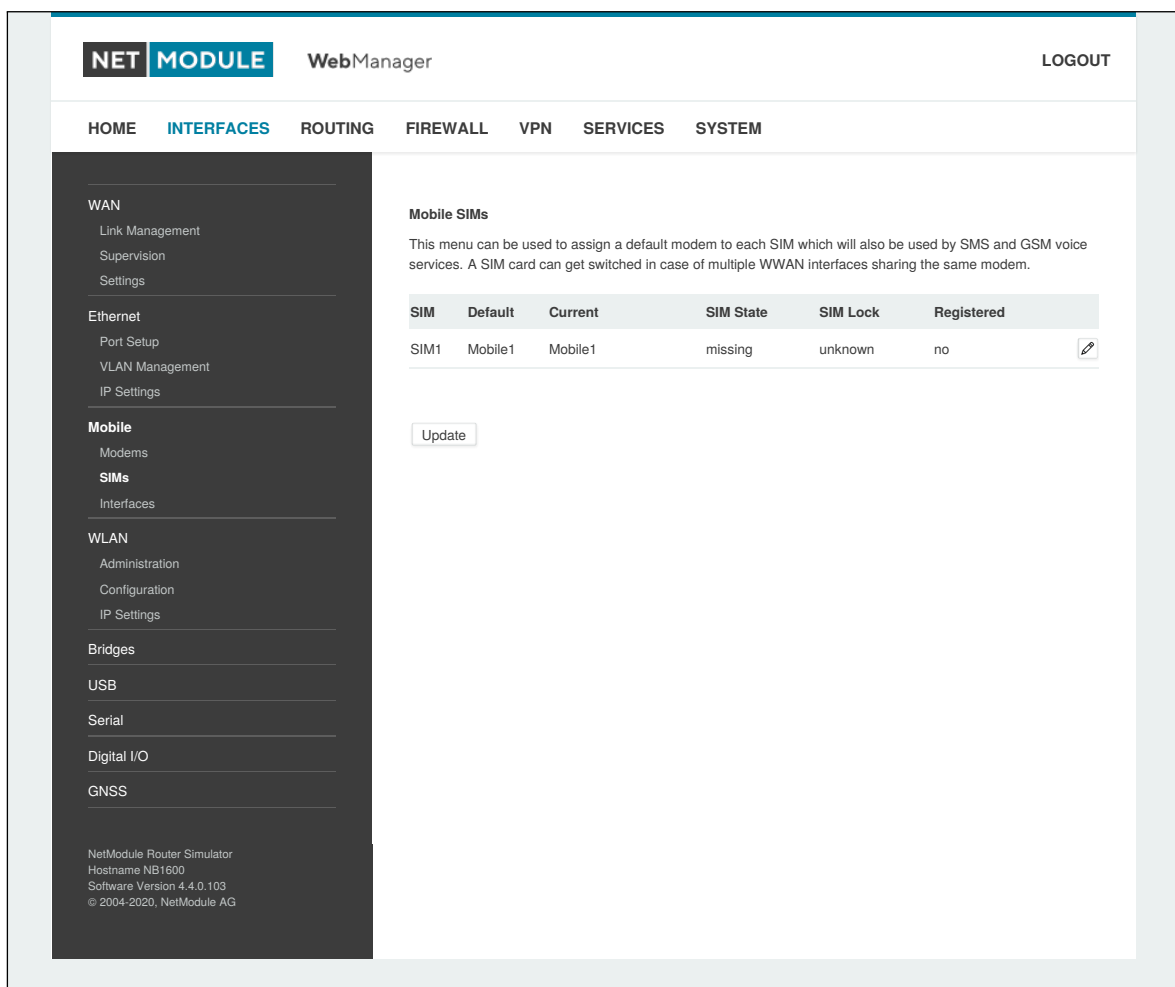 NET MODULE WebManager LOGOUT
HOME INTERFACES ROUTING FIREWALL VPN SERVICES SYSTEM
WAN
Link Management
Supervision
Settings
Ethernet
Port Setup
VLAN Management
IP Settings
Mobile
Modems
SIMs
Interfaces
WLAN
Administration
Configuration
IP Settings
Bridges
USB
Serial
Digital I/O
GNSS
NetModule Router Simulator
Hostname NB1600
Software Version 4.4.0.103
© 2004-2020, NetModule AG
Mobile SIMs
This menu can be used to assign a default modem to each SIM which will also be used by SMS and GSM voice
services. A SIM card can get switched in case of multiple WWAN interfaces sharing the same modem.
SIM Default Current SIM State SIM Lock Registered
SIM1 Mobile1 Mobile1 missing unknown no
Update